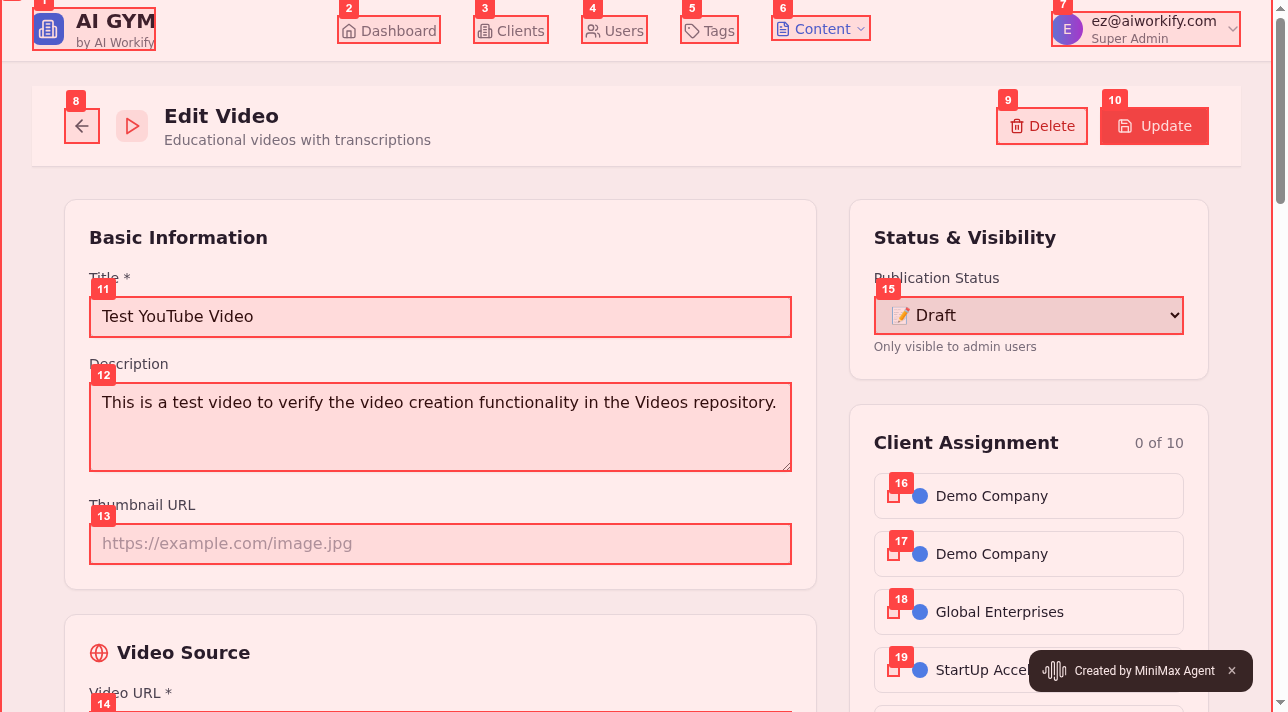 1
AI GYM
by AI Workify
2
Dashboard
3
Clients
4
Users
5
Tags
6
Content
7
E
ez@aiworkify.com
Super Admin
8
Edit Video
Educational videos with transcriptions
9
Delete
10
Update
Basic Information
Title *
11
Test YouTube Video
Description
12
This is a test video to verify the video creation functionality in the Videos repository.
Thumbnail URL
13
https://example.com/image.jpg
Video Source
Video URL *
14
Status & Visibility
Publication Status
15
📝 Draft
Only visible to admin users
Client Assignment
0 of 10
16
Demo Company
17
Demo Company
18
Global Enterprises
19
StartUp Accel
Created by MiniMax Agent ×